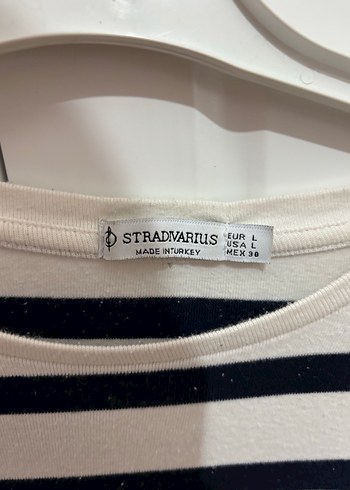 STRADIVARIUS
MADE IN TURKEY
EUR L
USA L
MEX 30